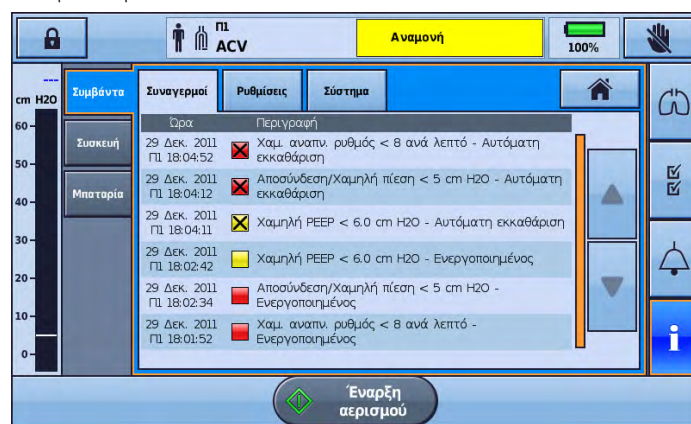 Π1
ACV
Αναμονή
100%
cm H2O
60
50
40
30
20
10
0
Συμβάντα
Συσκευή
Μπαταρία
Συναγερμοί
Ρυθμίσεις
Σύστημα
Ώρα Περιγραφή
29 Δεκ. 2011 Χαμ. αναπν. ρυθμός < 8 ανά λεπτό - Αυτόματη
Π1 18:04:52 εκκαθάριση
29 Δεκ. 2011 Αποσύνδεση/Χαμηλή πίεση < 5 cm H2O - Αυτόματη
Π1 18:04:12 εκκαθάριση
29 Δεκ. 2011
Π1 18:04:11 Χαμηλή PEEP < 6.0 cm H2O - Αυτόματη εκκαθάριση
29 Δεκ. 2011
Π1 18:02:42 Χαμηλή PEEP < 6.0 cm H2O - Ενεργοποιημένος
29 Δεκ. 2011 Αποσύνδεση/Χαμηλή πίεση < 5 cm H2O -
Π1 18:02:34 Ενεργοποιημένος
29 Δεκ. 2011 Χαμ. αναπν. ρυθμός < 8 ανά λεπτό -
Π1 18:01:52 Ενεργοποιημένος
i
Έναρξη
αερισμού